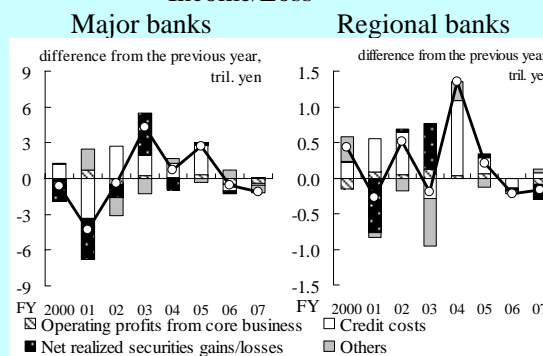 Major banks
difference from the previous year,
tril. yen
9
6
3
0
-3
-6
-9
FY 2000 01 02 03 04 05 06 07
Regional banks
difference from the previous year
tril. yen
1.5
1.0
0.5
0.0
-0.5
-1.0
-1.5
FY 2000 01 02 03 04 05 06 07
Operating profits from core business
Credit costs
Net realized securities gains/losses
Others